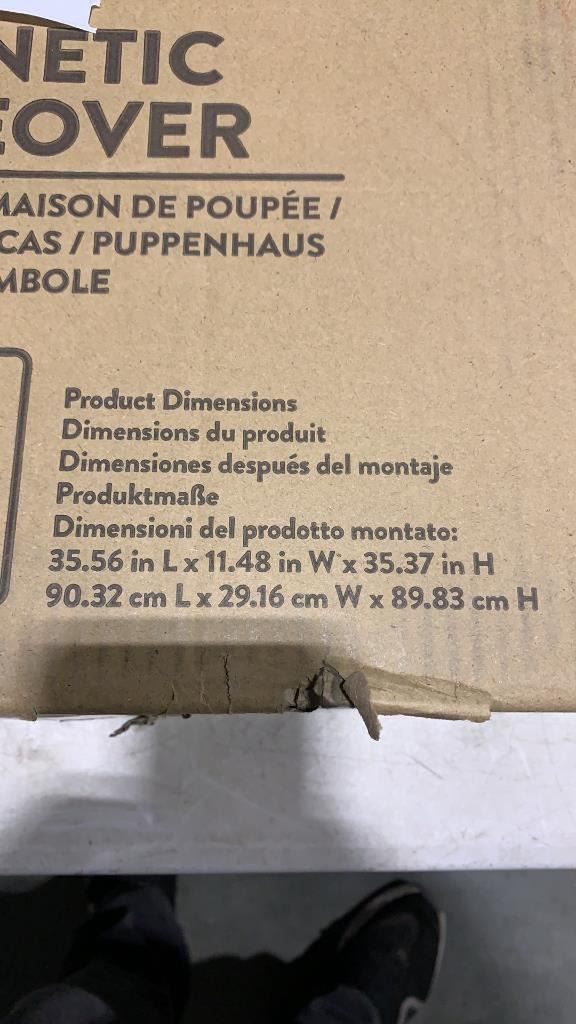 NETIC
EOVER
MAISON DE POUPÉE /
CAS / PUPPENHAUS
MBOLE
Product Dimensions
Dimensions du produit
Dimensiones después del montaje
Produktmaße
Dimensioni del prodotto montato:
35.56 in L x 11.48 in W x 35.37 in H
90.32 cm L x 29.16 cm W x 89.83 cm H